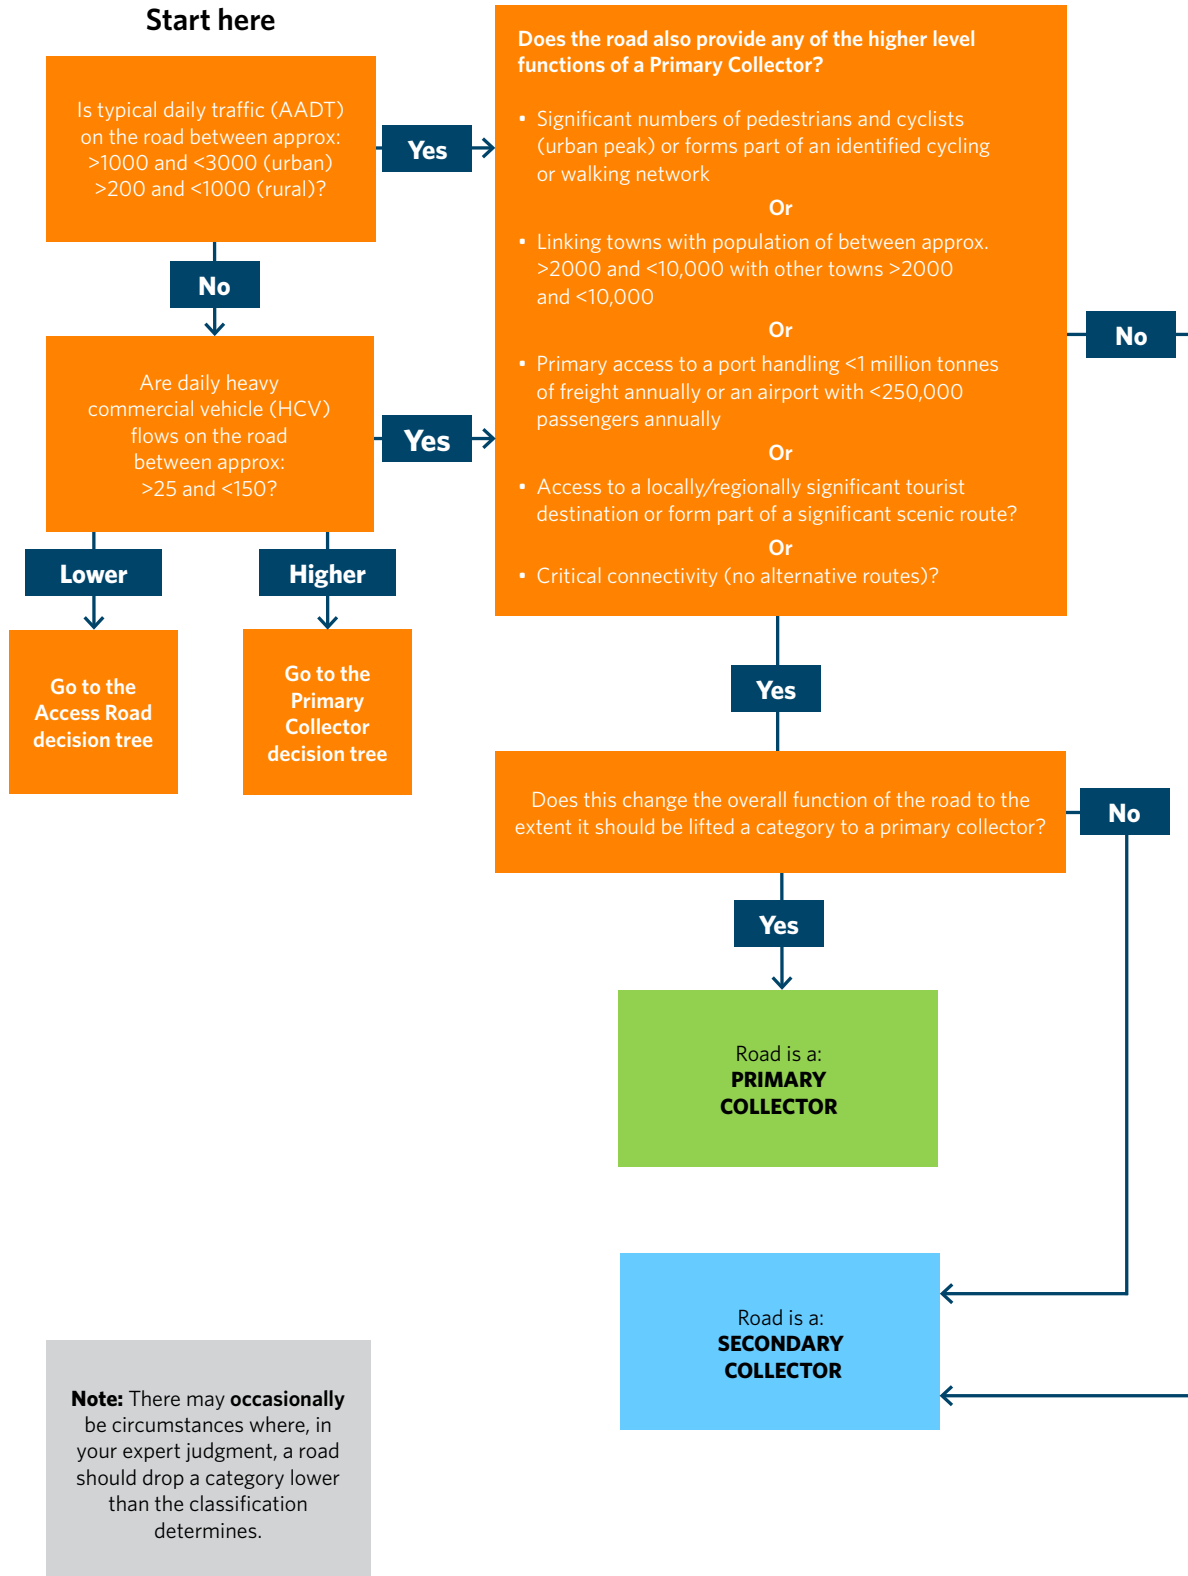 Start here
Is typical daily traffic (AADT)
on the road between approx:
>1000 and <3000 (urban)
>200 and <1000 (rural)?
Yes
No
Are daily heavy
commercial vehicle (HCV)
flows on the road
between approx:
>25 and <150?
Yes
Lower
Higher
Go to the
Access Road
decision tree
Go to the
Primary
Collector
decision tree
Does the road also provide any of the higher level
functions of a Primary Collector?
• Significant numbers of pedestrians and cyclists
(urban peak) or forms part of an identified cycling
or walking network
Or
• Linking towns with population of between approx.
>2000 and <10,000 with other towns >2000
and <10,000
Or
• Primary access to a port handling <1 million tonnes
of freight annually or an airport with <250,000
passengers annually
Or
• Access to a locally/regionally significant tourist
destination or form part of a significant scenic route?
Or
• Critical connectivity (no alternative routes)?
No
Yes
Does this change the overall function of the road to the
extent it should be lifted a category to a primary collector?
No
Yes
Road is a:
PRIMARY
COLLECTOR
Road is a:
SECONDARY
COLLECTOR
Note: There may occasionally
be circumstances where, in
your expert judgment, a road
should drop a category lower
than the classification
determines.